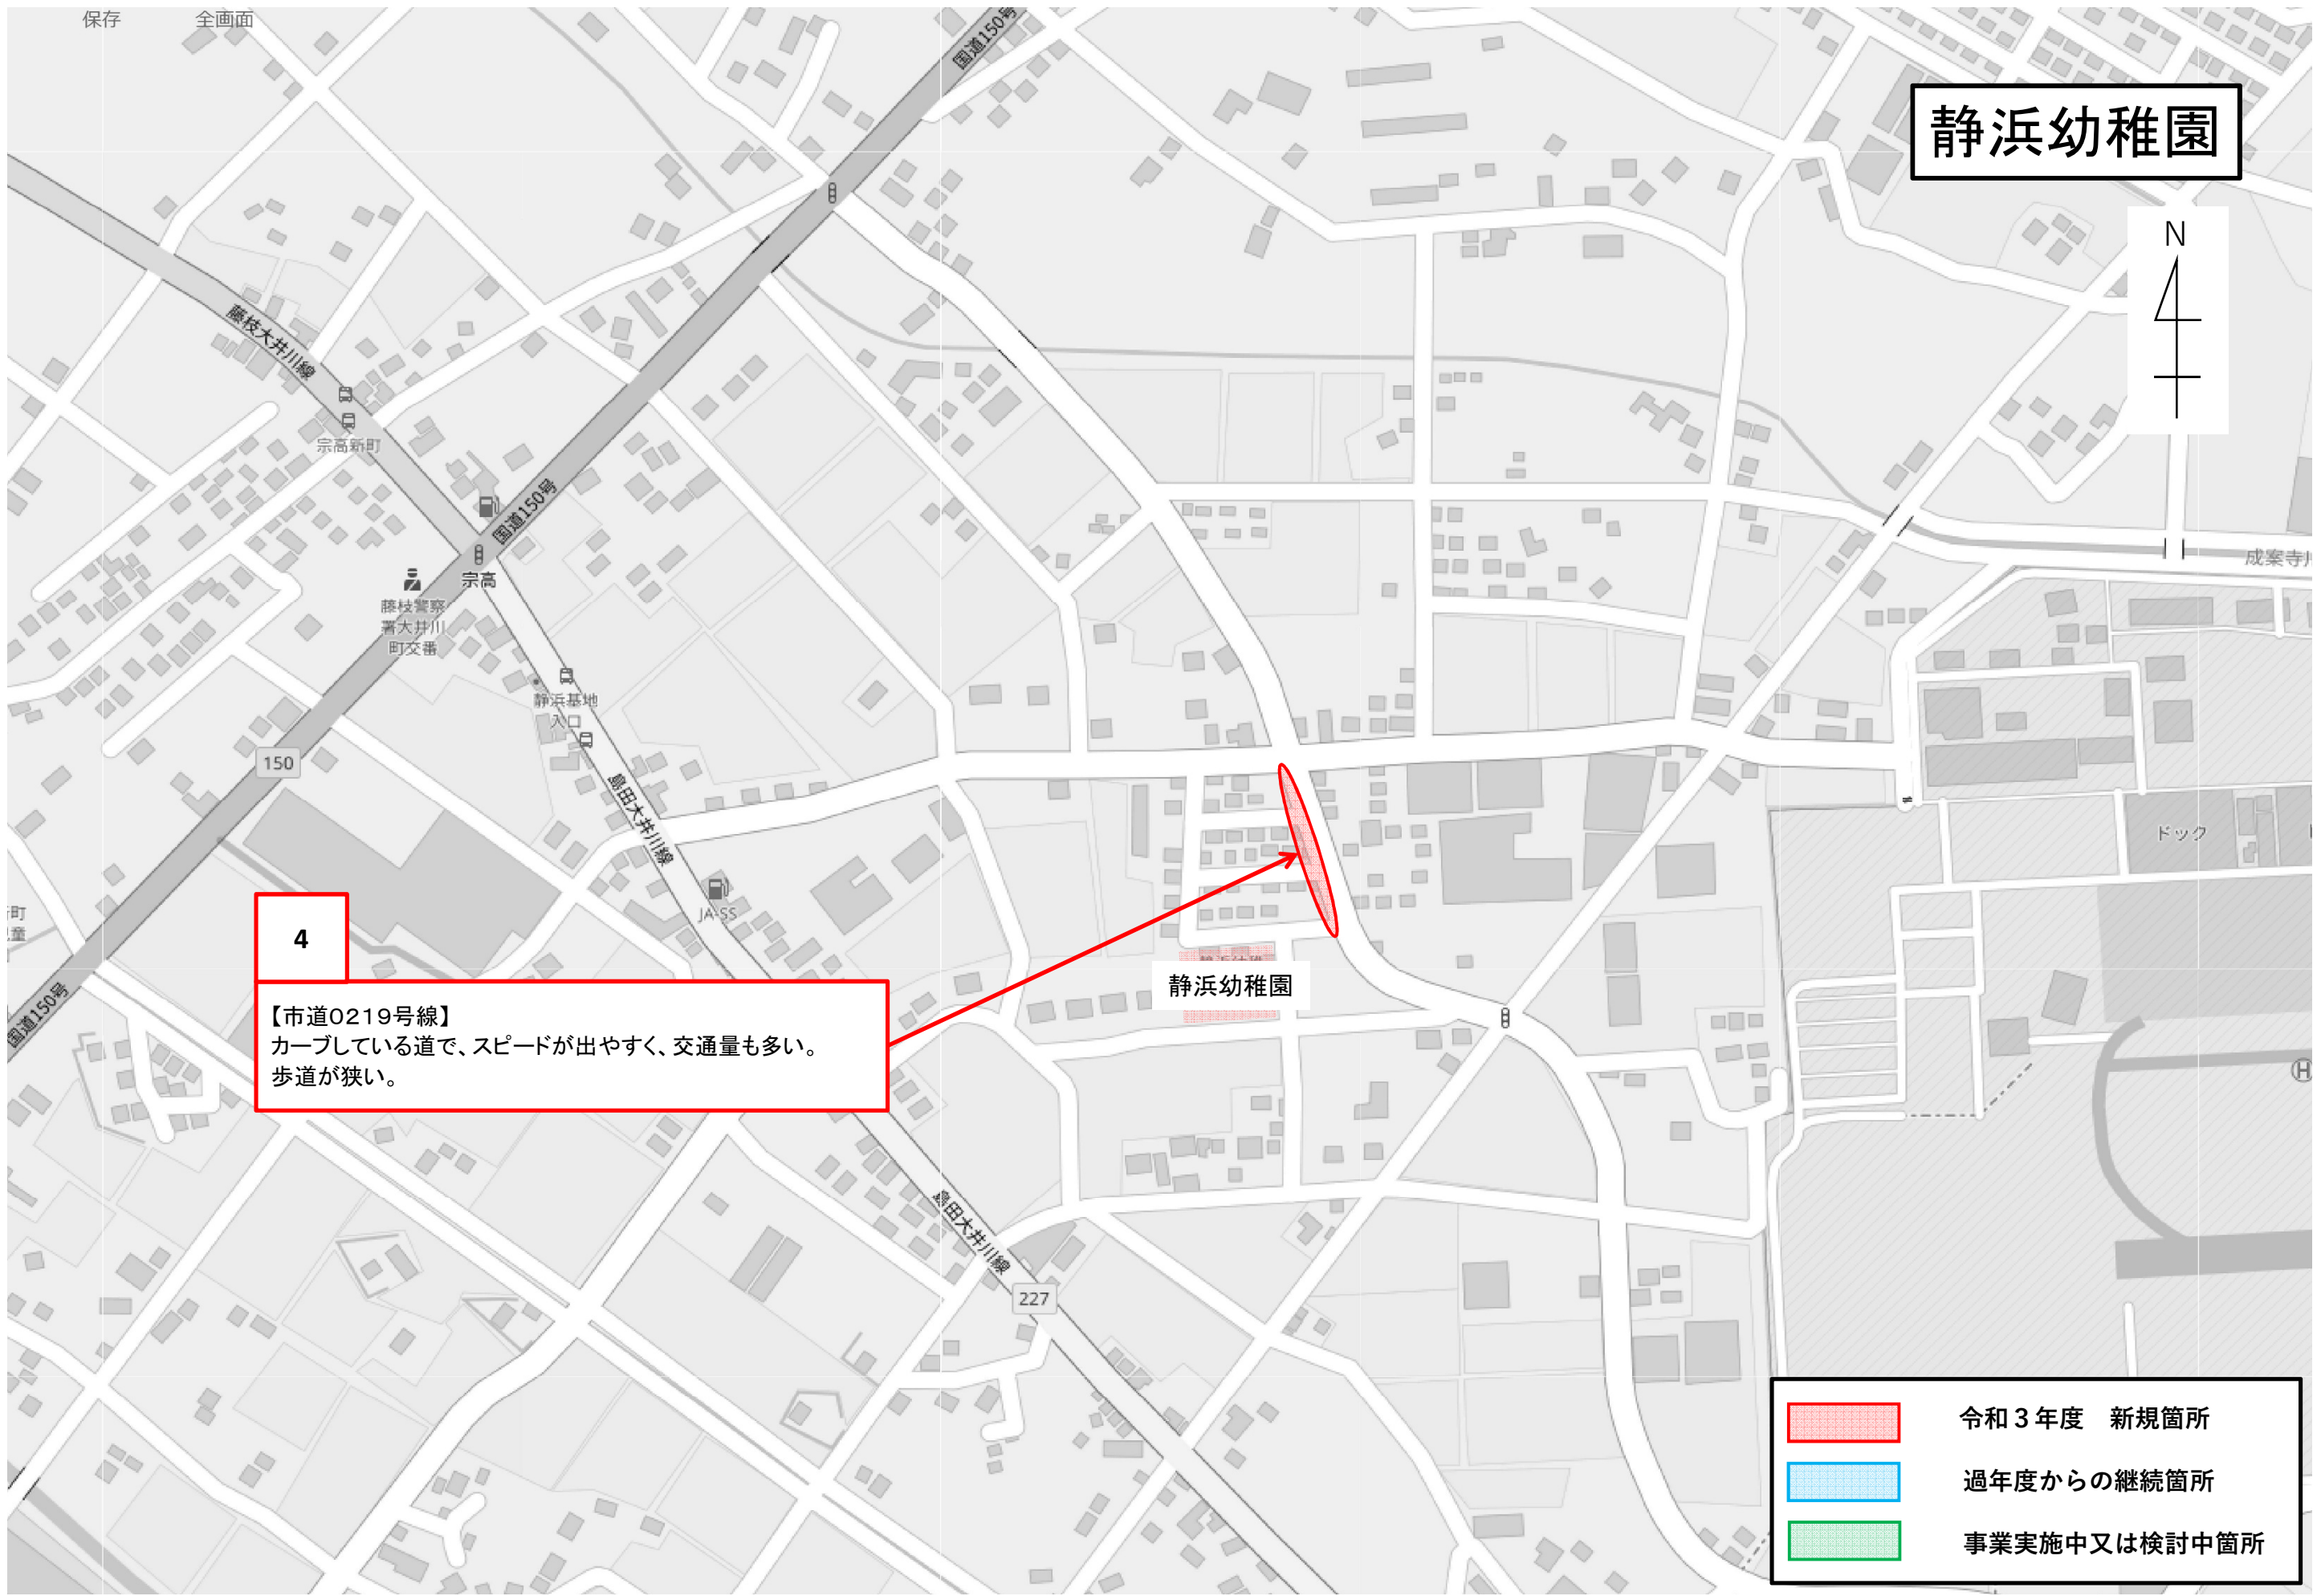 保存
全画面
国道150号
静浜幼稚園
N
藤枝大井川線
宗高新町
国道150号
宗高
藤枝警察
署大井川
町交番
成案寺川
静浜基地
入口
150
島田大井川線
ドック
JA-SS
4
静浜幼稚園
【市道0219号線】
カーブしている道で、スピードが出やすく、交通量も多い。
歩道が狭い。
国道150号
H
島田大井川線
227
令和3年度 新規箇所
過年度からの継続箇所
事業実施中又は検討中箇所